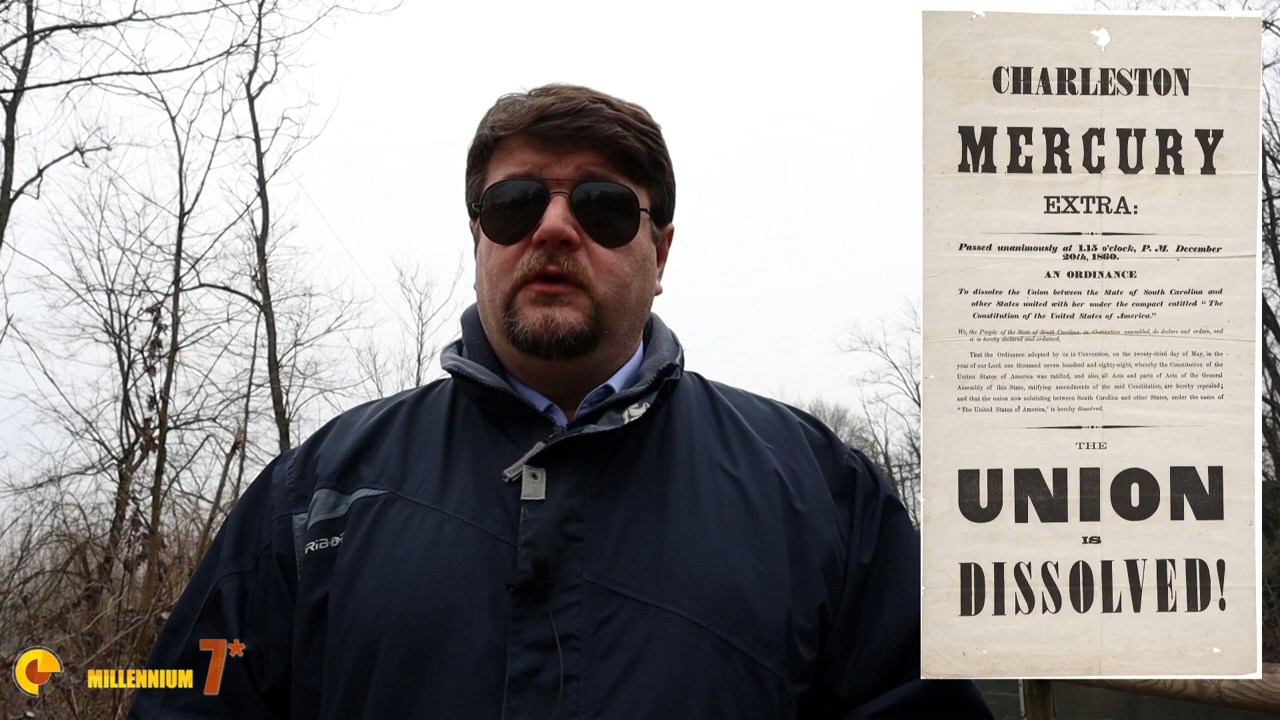 CHARLESTON
MERCURY
EXTRA:
Passed unanimously at 1.15 o'clock, P. M. December
20th, 1860.
AN ORDINANCE
To dissolve the Union between the State of South Carolina and
other States united with her under the compact entitled "The
Constitution of the United States of America."
We, the People of the State of South Carolina, in Convention assembled, do declare and ordain, and
it is hereby declared and ordained,
That the Ordinance adopted by us in Convention, on the twenty-third day of May, in the
year of our Lord one thousand seven hundred and eighty-eight, whereby the Constitution of the
United States of America was ratified, and also, all Acts and parts of Acts of the General
Assembly of this State, ratifying amendments of the said Constitution, are hereby repealed;
and that the union now subsisting between South Carolina and other States, under the name of
"The United States of America," is hereby dissolved.
THE
UNION
IS
DISSOLVED!
MILLENNIUM 7*